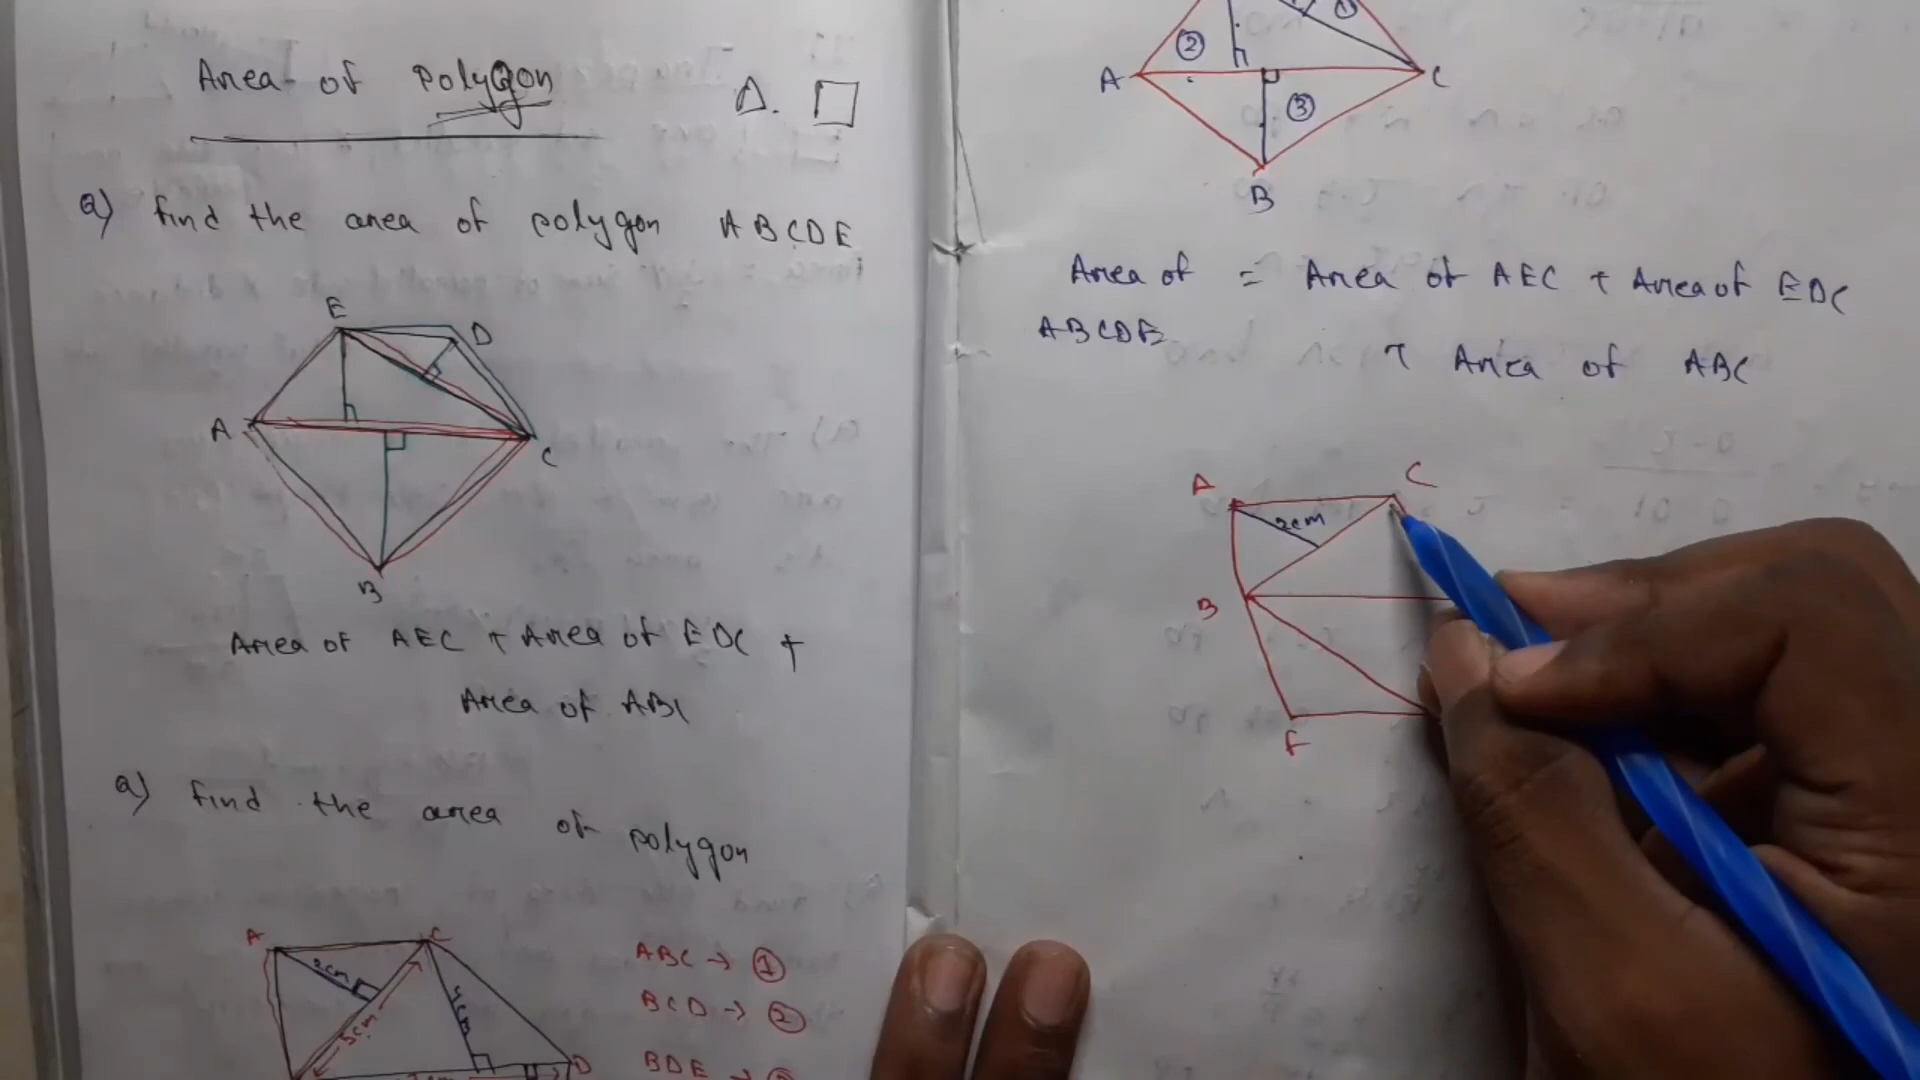 Area of polygon
Δ. □
Q) find the area of polygon ABCDE
E
D
A
C
B
Area of AEC + Area of EDC +
Area of ABC
Q) find the area of polygon
A
C
2cm
5cm
4cm
D
ABC → ①
BCD → ②
BDE →
①
②
A
C
③
B
Area of = Area of AEC + Area of EDC
ABCDE
+ Area of ABC
A
C
2cm
B
F